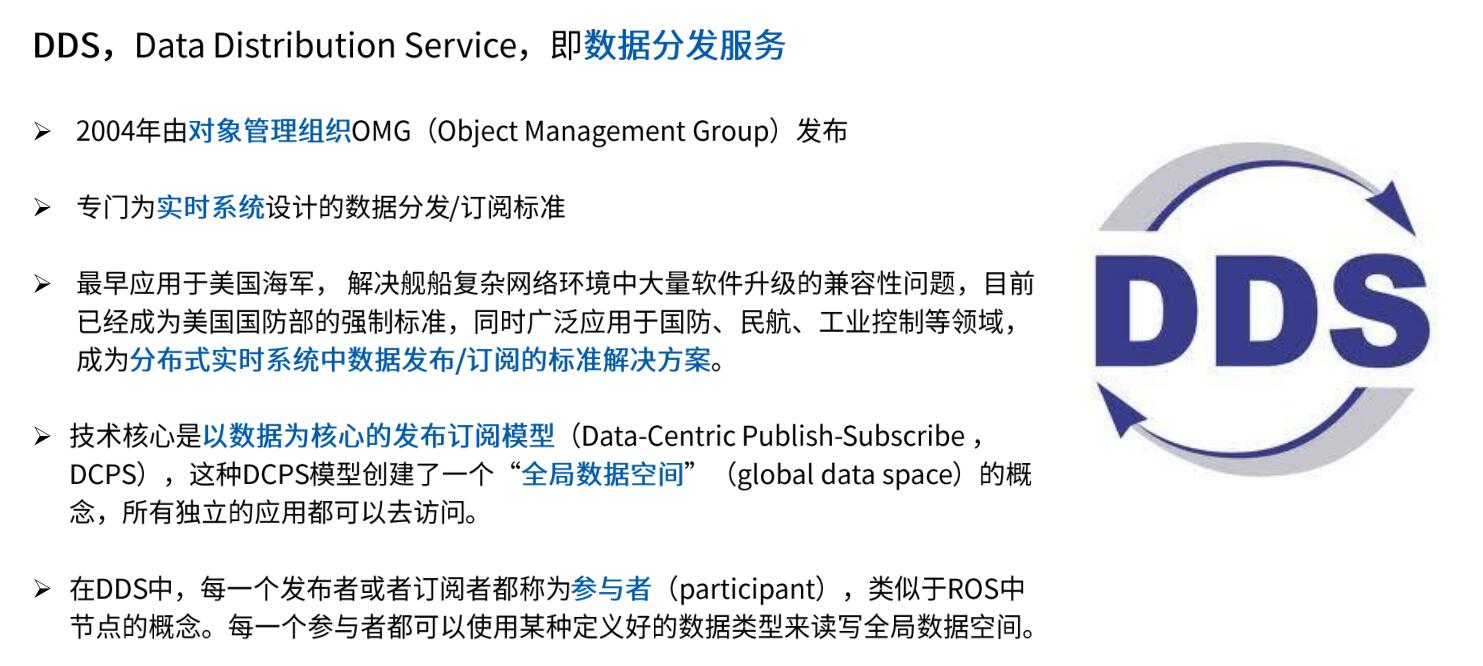 DDS，Data Distribution Service，即数据分发服务
➢ 2004年由对象管理组织OMG（Object Management Group）发布
➢ 专门为实时系统设计的数据分发/订阅标准
➢ 最早应用于美国海军， 解决舰船复杂网络环境中大量软件升级的兼容性问题，目前
已经成为美国国防部的强制标准，同时广泛应用于国防、民航、工业控制等领域，
成为分布式实时系统中数据发布/订阅的标准解决方案。
➢ 技术核心是以数据为核心的发布订阅模型（Data-Centric Publish-Subscribe，
DCPS），这种DCPS模型创建了一个“全局数据空间”（global data space）的概
念，所有独立的应用都可以去访问。
➢ 在DDS中，每一个发布者或者订阅者都称为参与者（participant），类似于ROS中
节点的概念。每一个参与者都可以使用某种定义好的数据类型来读写全局数据空间。
DDS